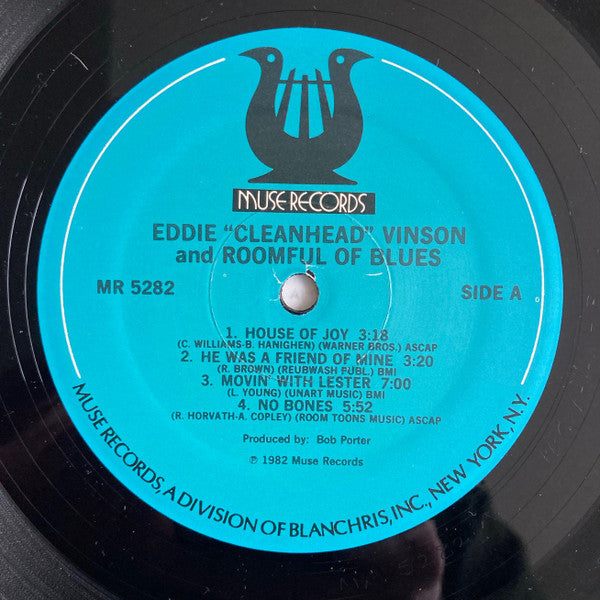 MUSE RECORDS
EDDIE "CLEANHEAD" VINSON
and ROOMFUL OF BLUES
MR 5282
SIDE A
1. HOUSE OF JOY 3:18
(C. WILLIAMS-B. HANIGHEN) (WARNER BROS.) ASCAP
2. HE WAS A FRIEND OF MINE 3:20
(R. BROWN) (REUBWASH PUBL.) BMI
3. MOVIN' WITH LESTER 7:00
(L. YOUNG) (UNART MUSIC) BMI
4. NO BONES 5:52
(R. HORVATH-A. COPLEY) (ROOM TOONS MUSIC) ASCAP
Produced by: Bob Porter
℗ 1982 Muse Records
MUSE RECORDS, A DIVISION OF BLANCHRIS, INC., NEW YORK, N.Y.